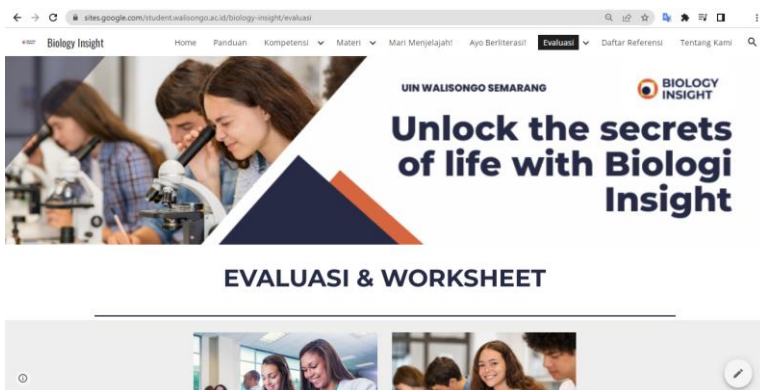 sites.google.com/student.walisongo.ac.id/biology-insight/evaluasi
Biology Insight
Home Panduan Kompetensi Materi Mari Menjelajah! Ayo Berliterasi! Evaluasi Daftar Referensi Tentang Kami
UIN WALISONGO SEMARANG
BIOLOGY
INSIGHT
Unlock the secrets
of life with Biologi
Insight
EVALUASI & WORKSHEET